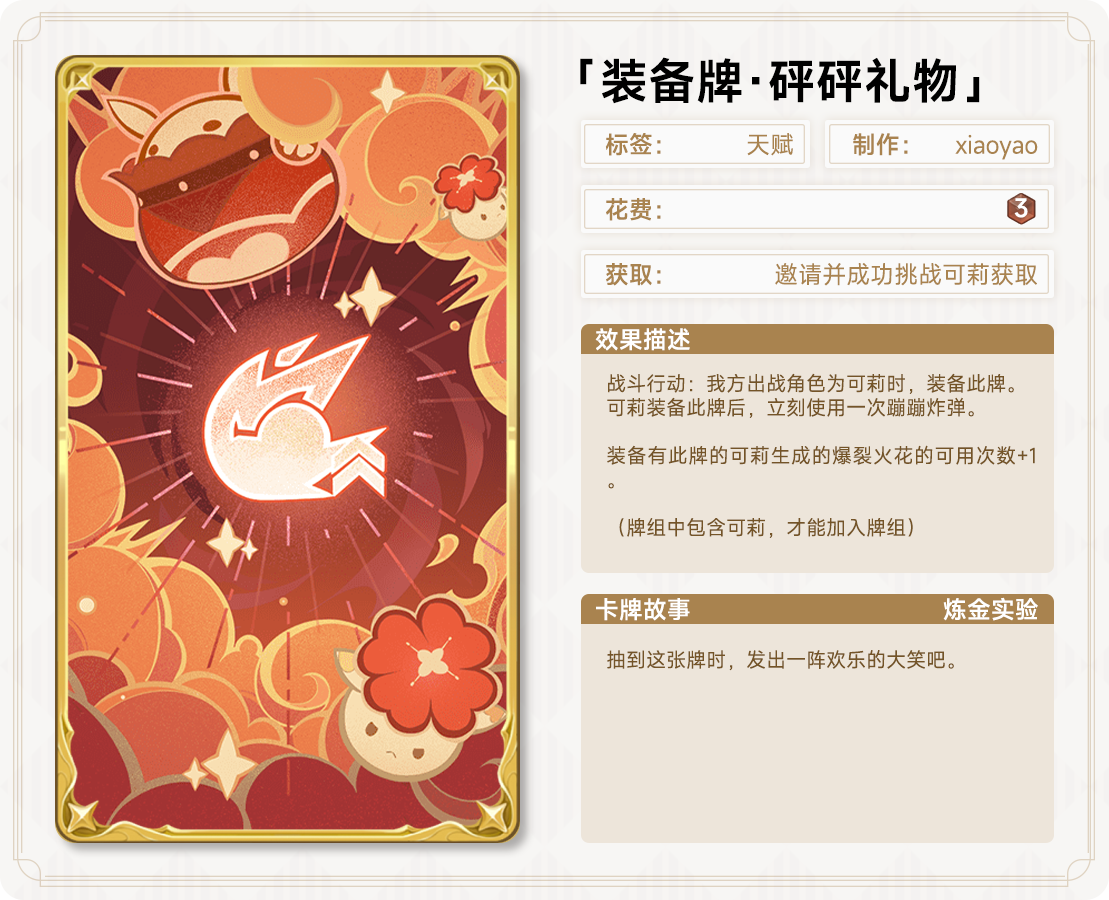 「装备牌·砰砰礼物」
标签： 天赋
制作： xiaoyao
花费： 3
获取： 邀请并成功挑战可莉获取
效果描述
战斗行动：我方出战角色为可莉时，装备此牌。
可莉装备此牌后，立刻使用一次蹦蹦炸弹。
装备有此牌的可莉生成的爆裂火花的可用次数+1
。
（牌组中包含可莉，才能加入牌组）
卡牌故事 炼金实验
抽到这张牌时，发出一阵欢乐的大笑吧。